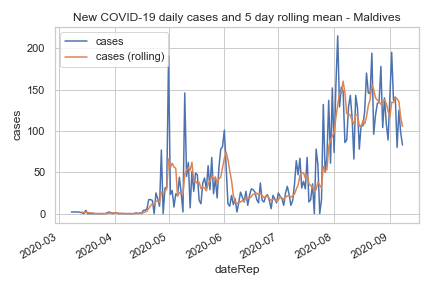 New COVID-19 daily cases and 5 day rolling mean - Maldives
cases
cases (rolling)
200
150
100
50
0
cases
2020-03
2020-04
2020-05
2020-06
2020-07
2020-08
2020-09
dateRep